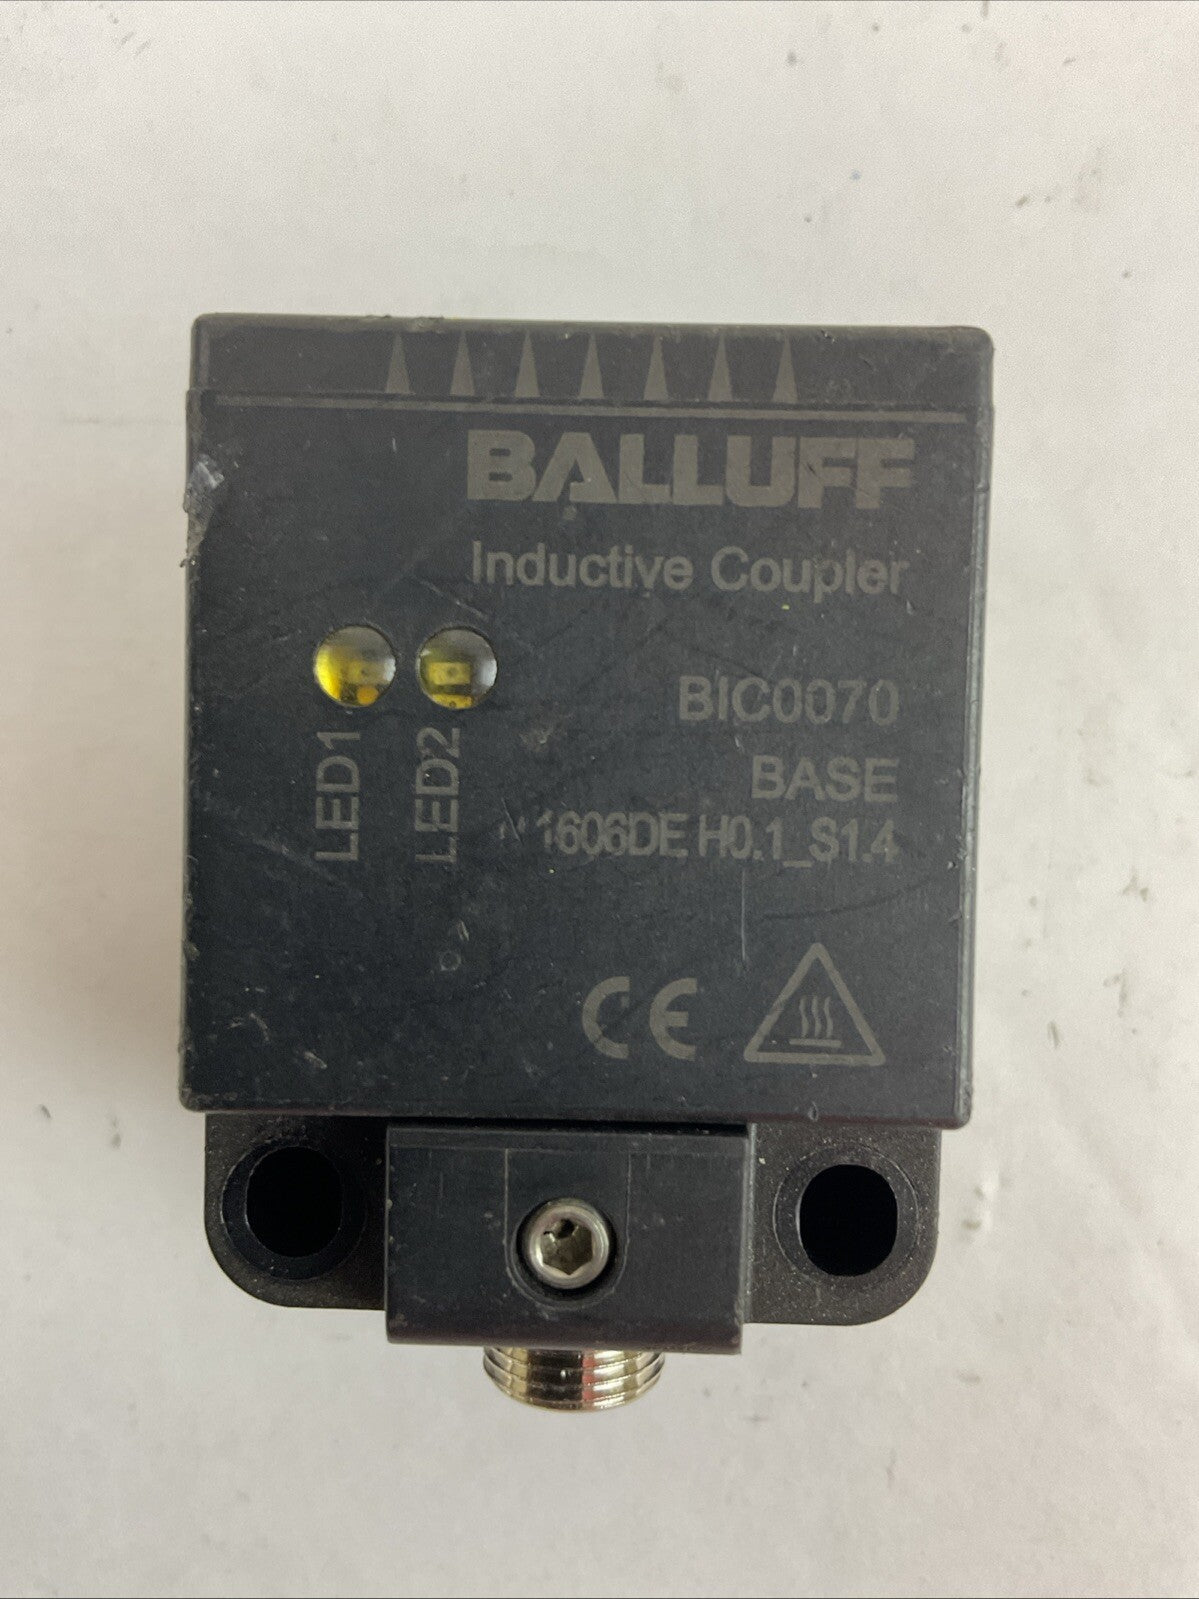 BALLUFF
Inductive Coupler
LED1
LED2
BIC0070
BASE
1606DE H0.1_S1.4
CE